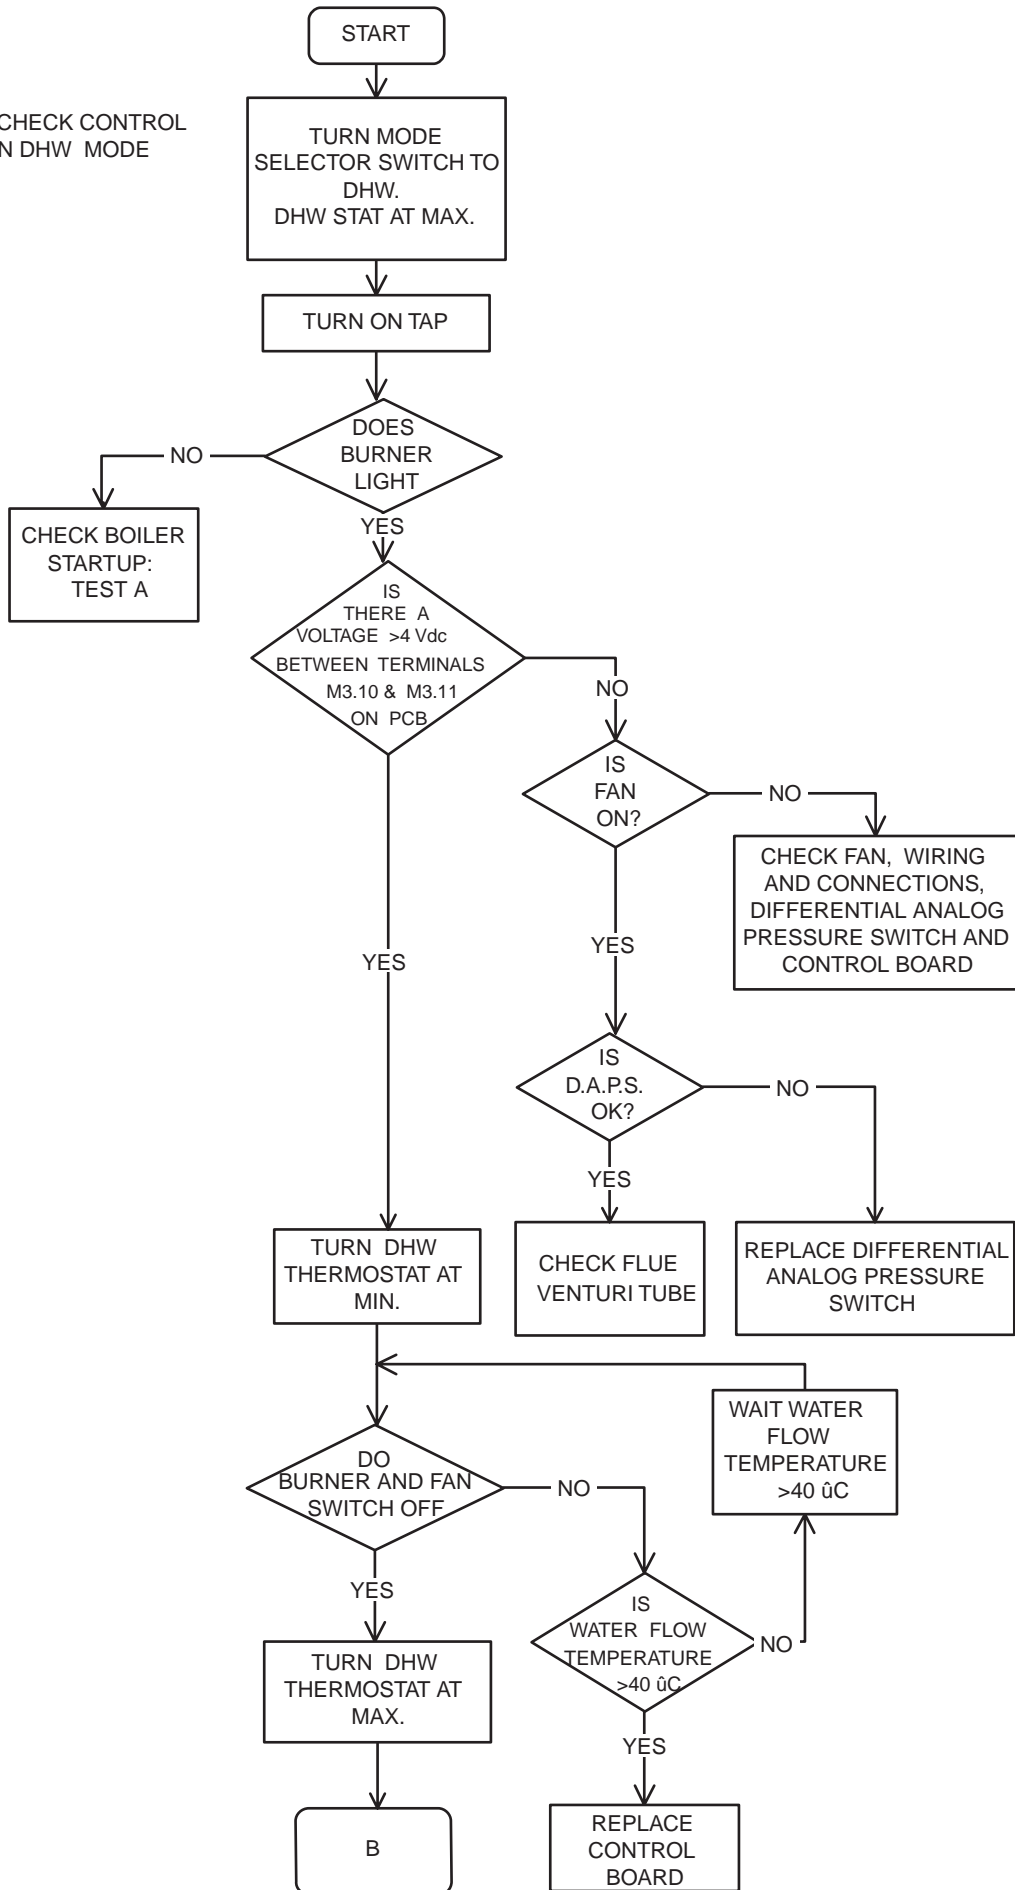 START
CHECK CONTROL
N DHW MODE
TURN MODE
SELECTOR SWITCH TO
DHW.
DHW STAT AT MAX.
TURN ON TAP
DOES
BURNER
LIGHT
NO
YES
CHECK BOILER
STARTUP:
TEST A
IS
THERE A
VOLTAGE >4 Vdc
BETWEEN TERMINALS
M3.10 & M3.11
ON PCB
NO
IS
FAN
ON?
NO
CHECK FAN, WIRING
AND CONNECTIONS,
DIFFERENTIAL ANALOG
PRESSURE SWITCH AND
CONTROL BOARD
YES
YES
IS
D.A.P.S.
OK?
NO
YES
TURN DHW
THERMOSTAT AT
MIN.
CHECK FLUE
VENTURI TUBE
REPLACE DIFFERENTIAL
ANALOG PRESSURE
SWITCH
WAIT WATER
FLOW
TEMPERATURE
>40 ûC
DO
BURNER AND FAN
SWITCH OFF
NO
YES
IS
WATER FLOW
TEMPERATURE
>40 ûC
NO
TURN DHW
THERMOSTAT AT
MAX.
YES
B
REPLACE
CONTROL
BOARD